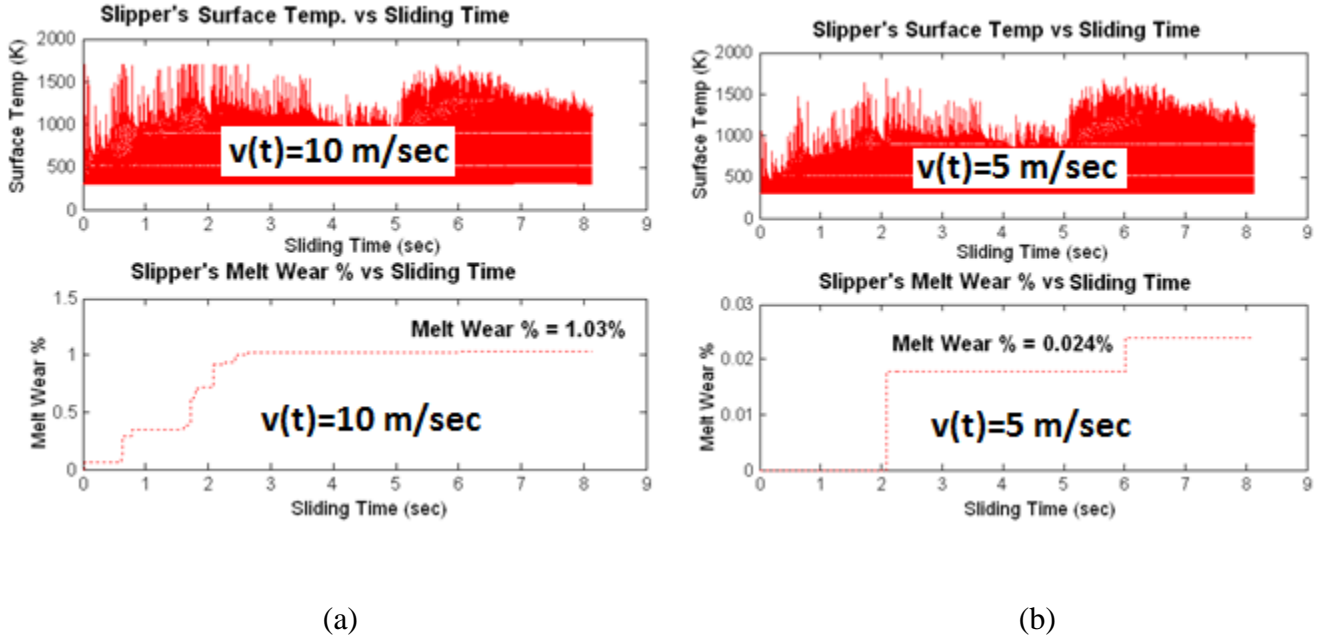 Slipper's Surface Temp. vs Sliding Time
2000
1500
1000
500
0
Surface Temp (K)
v(t)=10 m/sec
0 1 2 3 4 5 6 7 8 9
Sliding Time (sec)
Slipper's Melt Wear % vs Sliding Time
1.5
1
0.5
0
Melt Wear %
Melt Wear % = 1.03%
v(t)=10 m/sec
0 1 2 3 4 5 6 7 8 9
Sliding Time (sec)
(a)
Slipper's Surface Temp vs Sliding Time
2000
1500
1000
500
0
Surface Temp (K)
v(t)=5 m/sec
0 1 2 3 4 5 6 7 8 9
Sliding Time (sec)
Slipper's Melt Wear % vs Sliding Time
0.03
0.02
0.01
0
Melt Wear %
Melt Wear % = 0.024%
v(t)=5 m/sec
0 1 2 3 4 5 6 7 8 9
Sliding Time (sec)
(b)